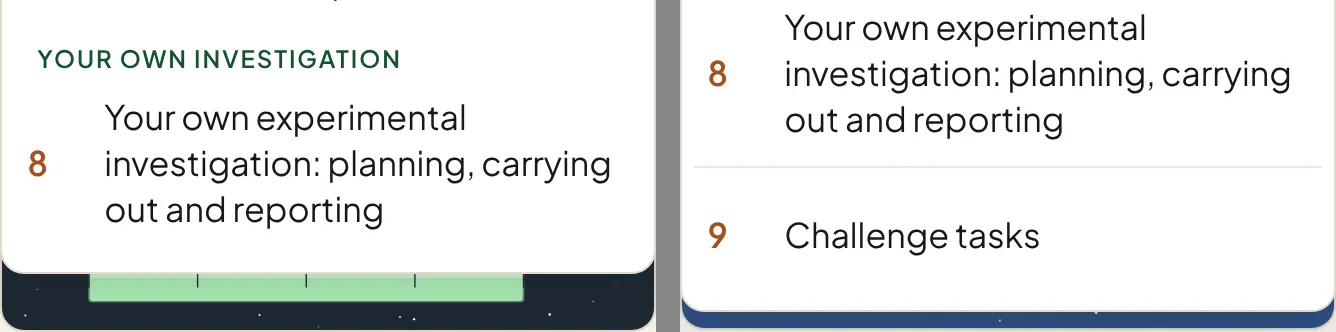 YOUR OWN INVESTIGATION
8
Your own experimental
investigation: planning, carrying
out and reporting
8
Your own experimental
investigation: planning, carrying
out and reporting
9
Challenge tasks